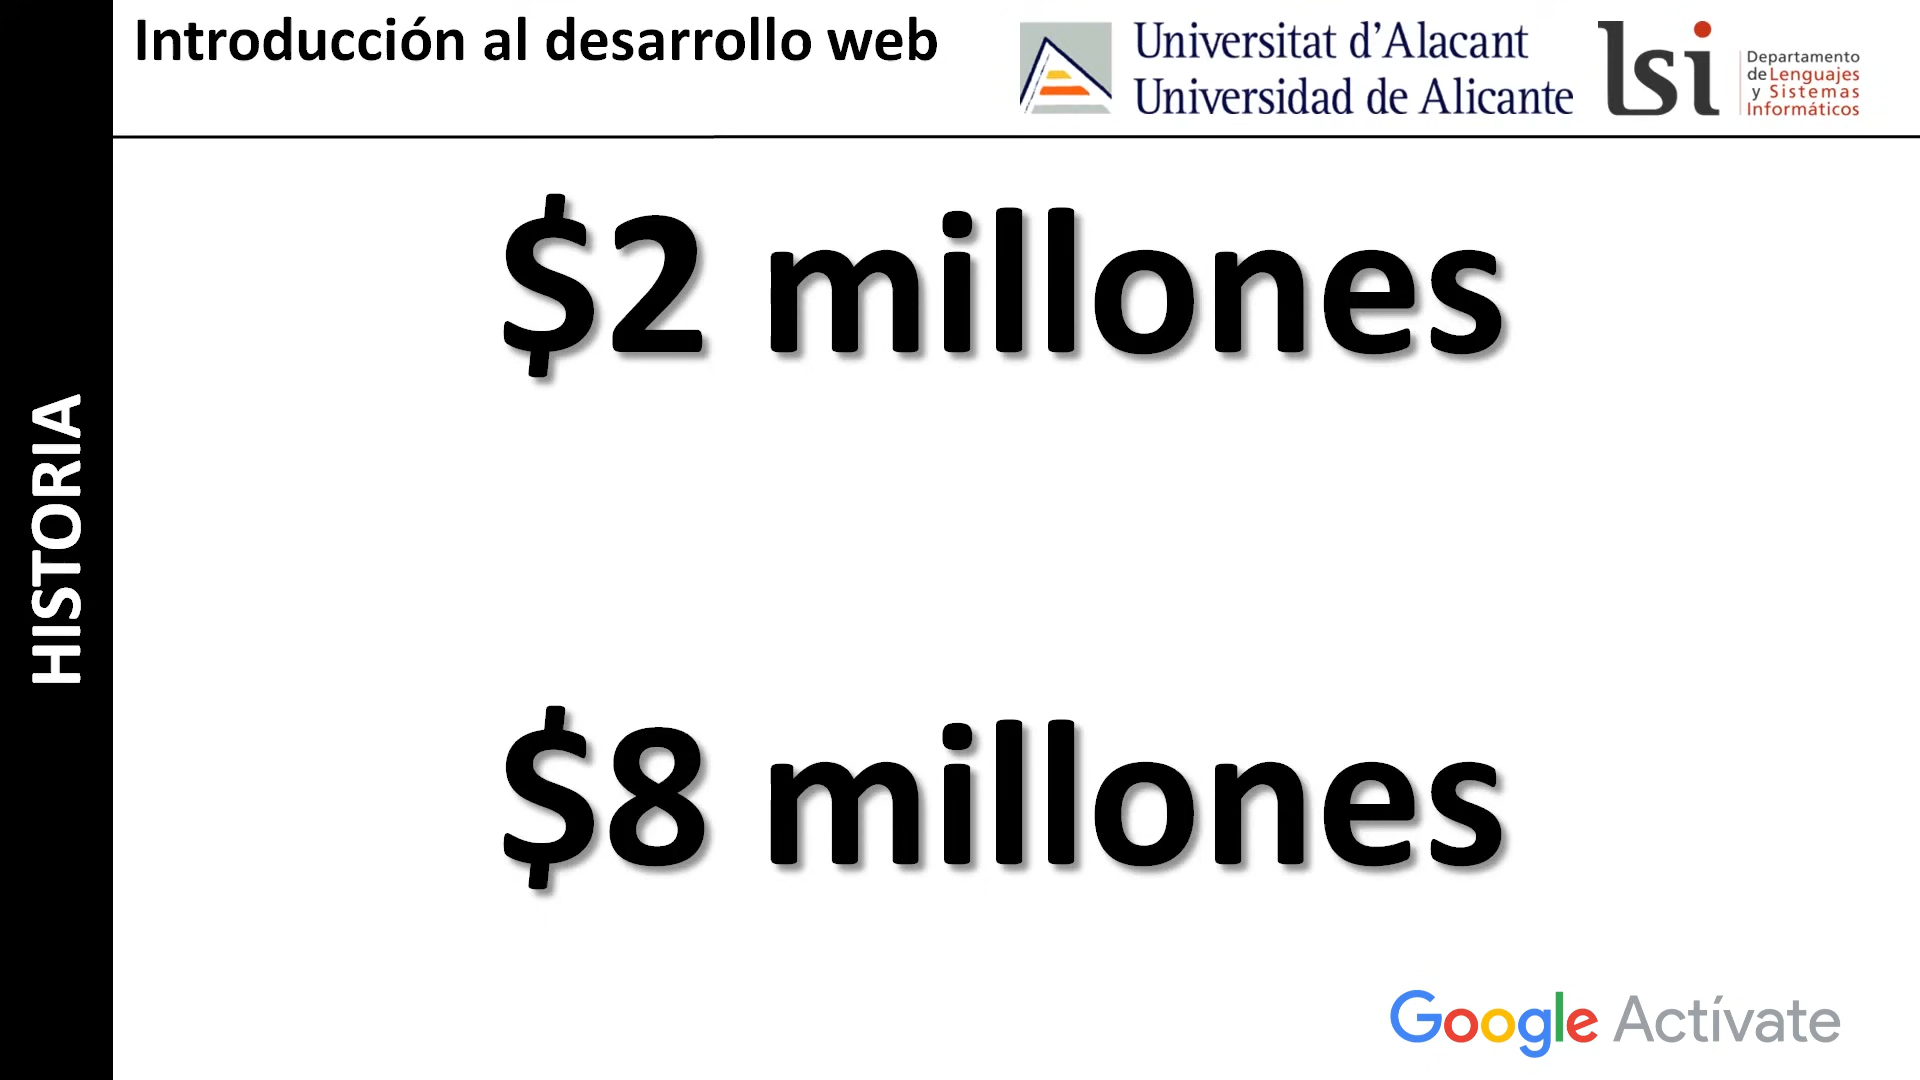 Introducción al desarrollo web
Universitat d'Alacant
Universidad de Alicante
lsi
Departamento
de Lenguajes
y Sistemas
Informáticos
HISTORIA
$2 millones
$8 millones
Google Actívate